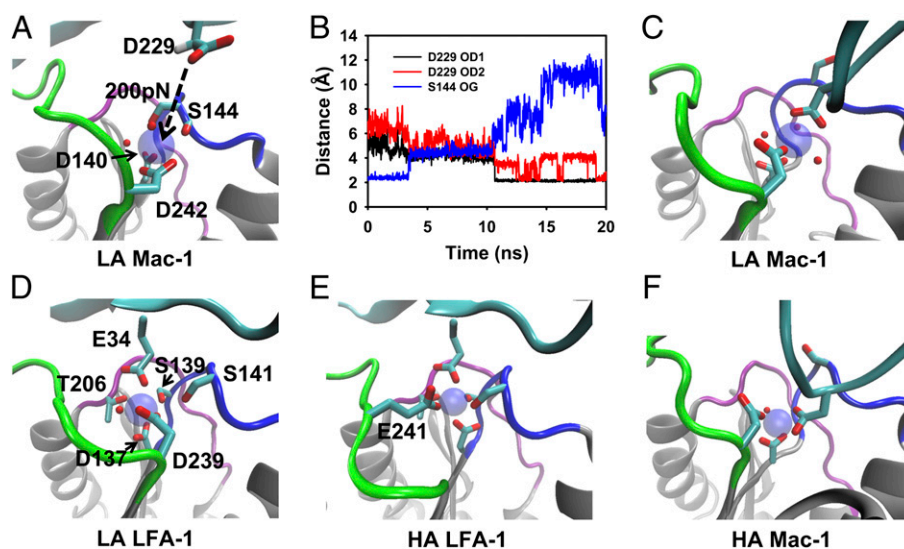 A
D229
200pN
S144
D140
D242
LA Mac-1
B
Distance (Å)
14
12
10
8
6
4
2
0
D229 OD1
D229 OD2
S144 OG
0 5 10 15 20
Time (ns)
C
LA Mac-1
D
E34
S139
S141
T206
D137
D239
LA LFA-1
E
E241
HA LFA-1
F
HA Mac-1